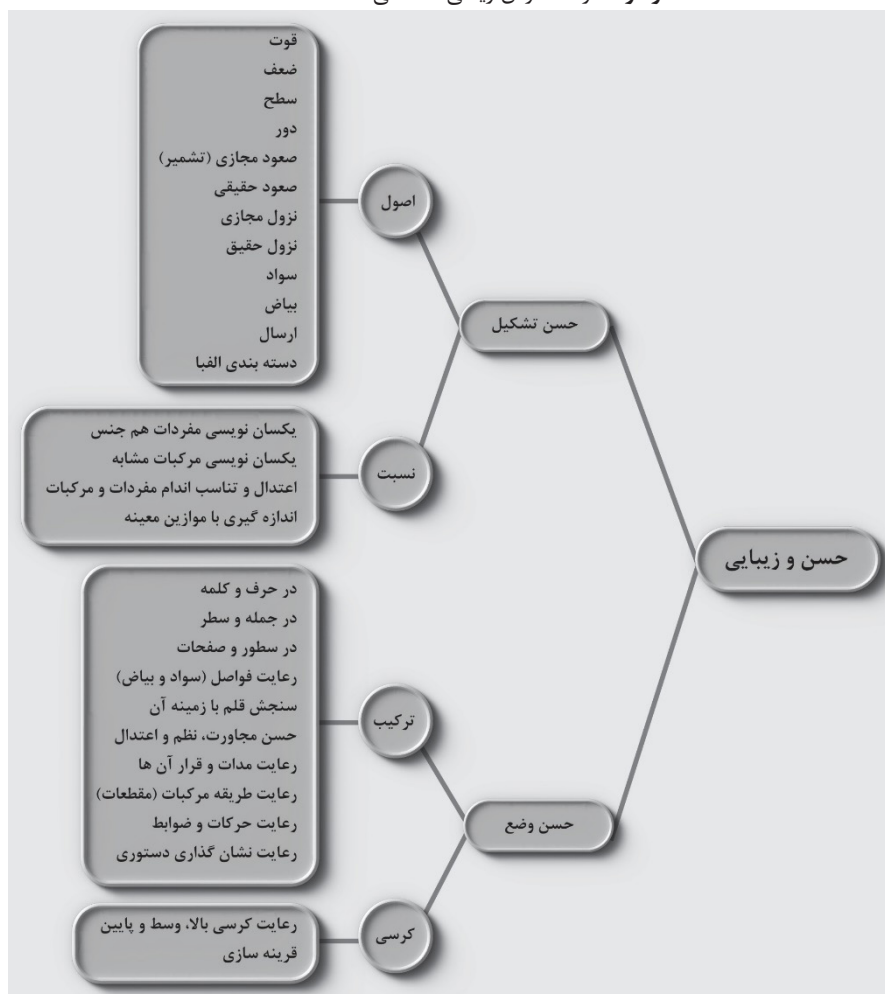 حسن و زیبایی
حسن تشکیل
اصول
قوت
ضعف
سطح
دور
صعود مجازی (تشمیر)
صعود حقیقی
نزول مجازی
نزول حقیق
سواد
بیاض
ارسال
دسته بندی الفبا
نسبت
یکسان نویسی مفردات هم جنس
یکسان نویسی مرکبات مشابه
اعتدال و تناسب اندام مفردات و مرکبات
اندازه گیری با موازین معینه
حسن وضع
ترکیب
در حرف و کلمه
در جمله و سطر
در سطور و صفحات
رعایت فواصل (سواد و بیاض)
سنجش قلم با زمینه آن
حسن مجاورت، نظم و اعتدال
رعایت مدات و قرار آن ها
رعایت طریقه مرکبات (مقطعات)
رعایت حرکات و ضوابط
رعایت نشان گذاری دستوری
کرسی
رعایت کرسی بالا، وسط و پایین
قرینه سازی